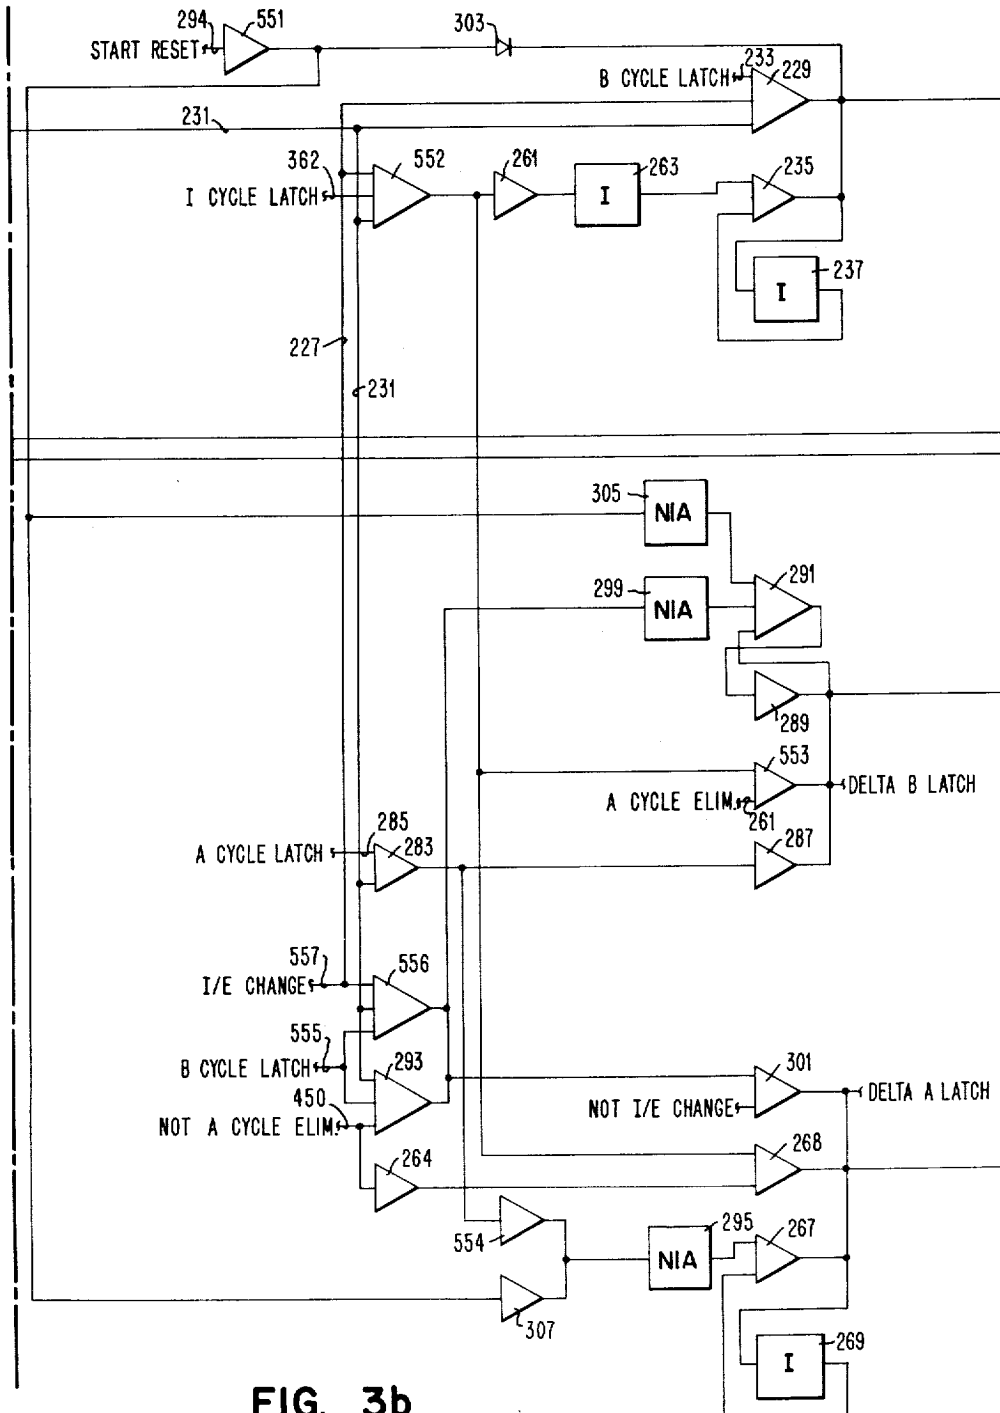 294 551
START RESET
303
233
B CYCLE LATCH 229
231
362 552 261 263 235
I CYCLE LATCH I
237
I
227
231
305 NIA
291
299 NIA
289
553
DELTA B LATCH
A CYCLE ELIM. 261
285 287
A CYCLE LATCH 283
557 556
I/E CHANGE
555
B CYCLE LATCH 293 301
DELTA A LATCH
450 NOT I/E CHANGE
NOT A CYCLE ELIM.
264 268
554 295 267
NIA
307
269
I
FIG. 3b